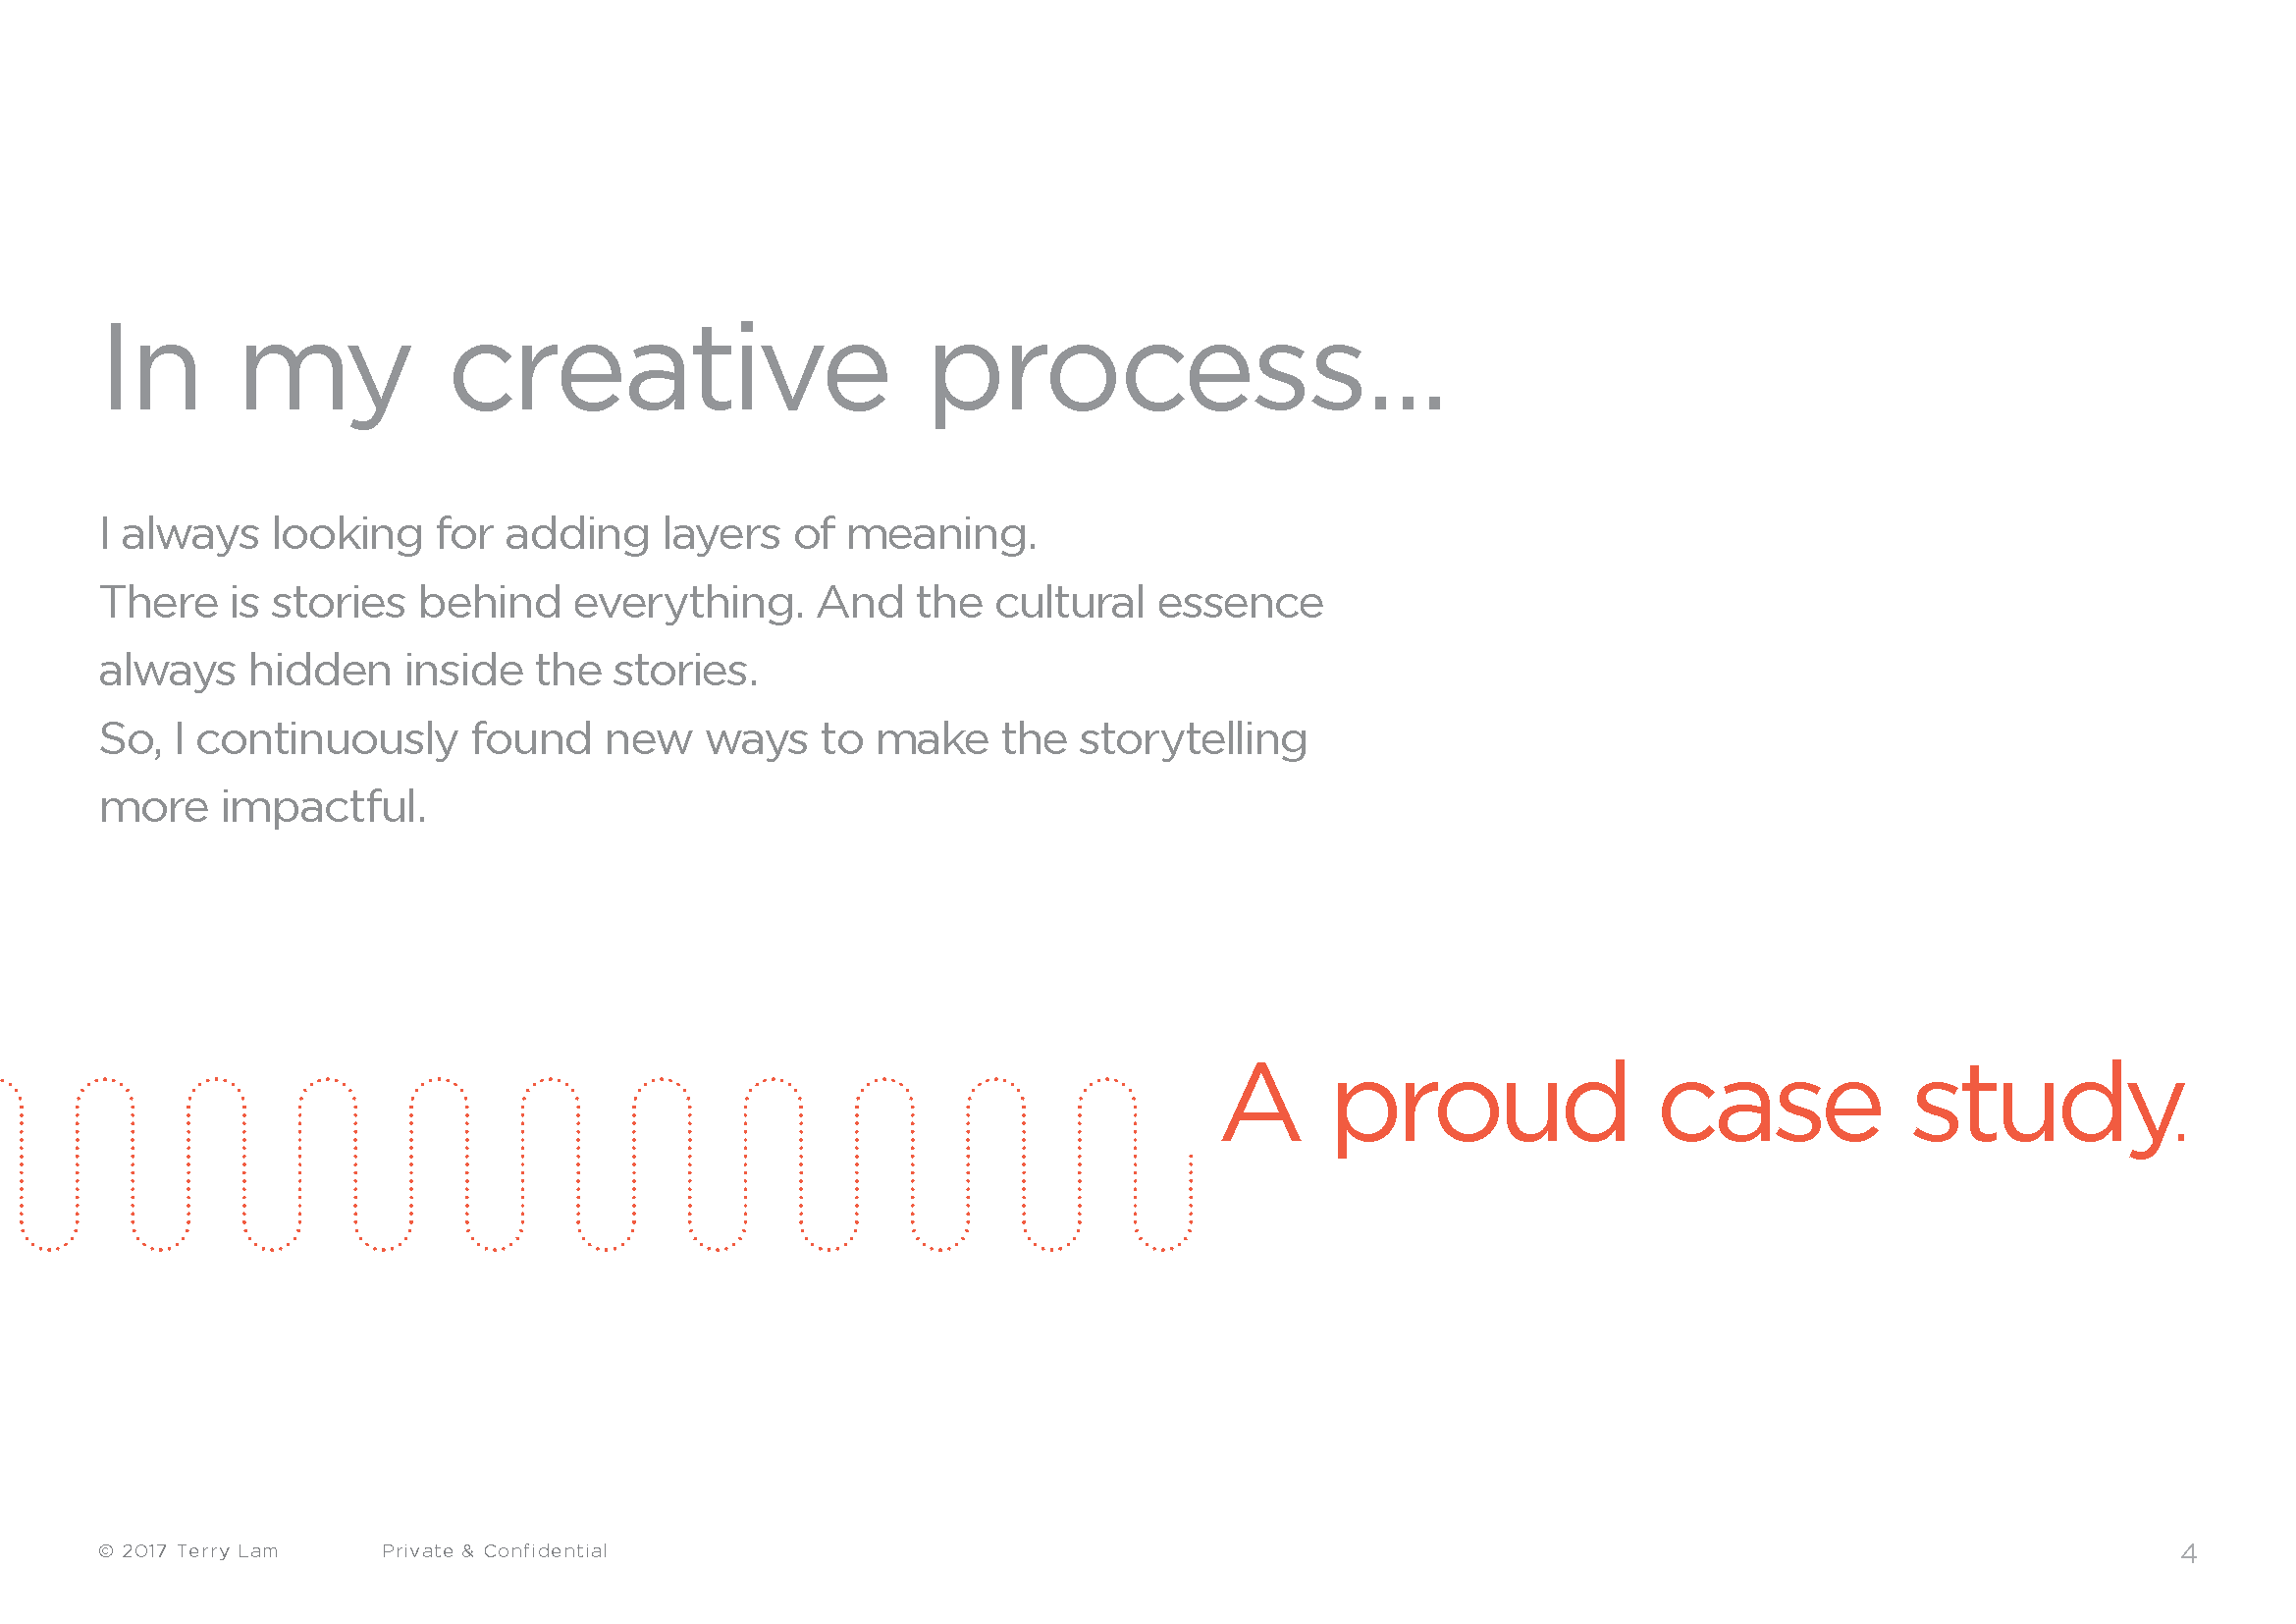 In my creative process...
I always looking for adding layers of meaning.
There is stories behind everything. And the cultural essence
always hidden inside the stories.
So, I continuously found new ways to make the storytelling
more impactful.
A proud case study.
© 2017 Terry Lam Private & Confidential 4